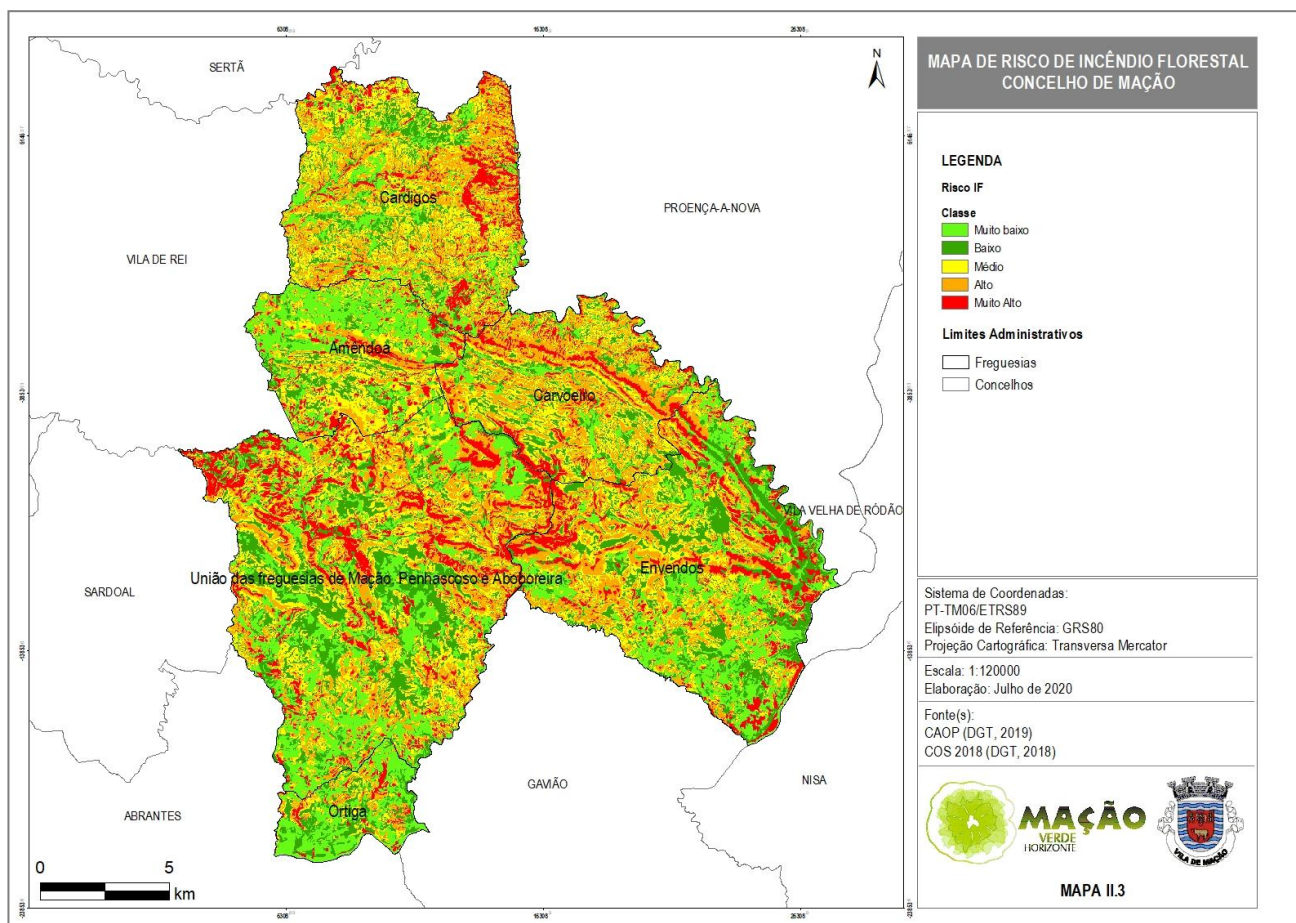 MAPA DE RISCO DE INCÊNDIO FLORESTAL
CONCELHO DE MAÇÃO
LEGENDA
Risco IF
Classe
Muito baixo
Baixo
Médio
Alto
Muito Alto
Limites Administrativos
Freguesias
Concelhos
Sistema de Coordenadas:
PT-TM06/ETRS89
Elipsóide de Referência: GRS80
Projeção Cartográfica: Transversa Mercator
Escala: 1:120000
Elaboração: Julho de 2020
Fonte(s):
CAOP (DGT, 2019)
COS 2018 (DGT, 2018)
MAÇÃO
VERDE
HORIZONTE
VILA DE MAÇÃO
MAPA II.3
N
SERTÃ
PROENÇA-A-NOVA
VILA DE REI
Cardigos
Amêndoa
Carvoeiro
VILA VELHA DE RÓDÃO
Envendos
União das freguesias de Mação, Penhascoso e Aboboreira
SARDOAL
ABRANTES
Ortiga
GAVIÃO
NISA
0 5
km